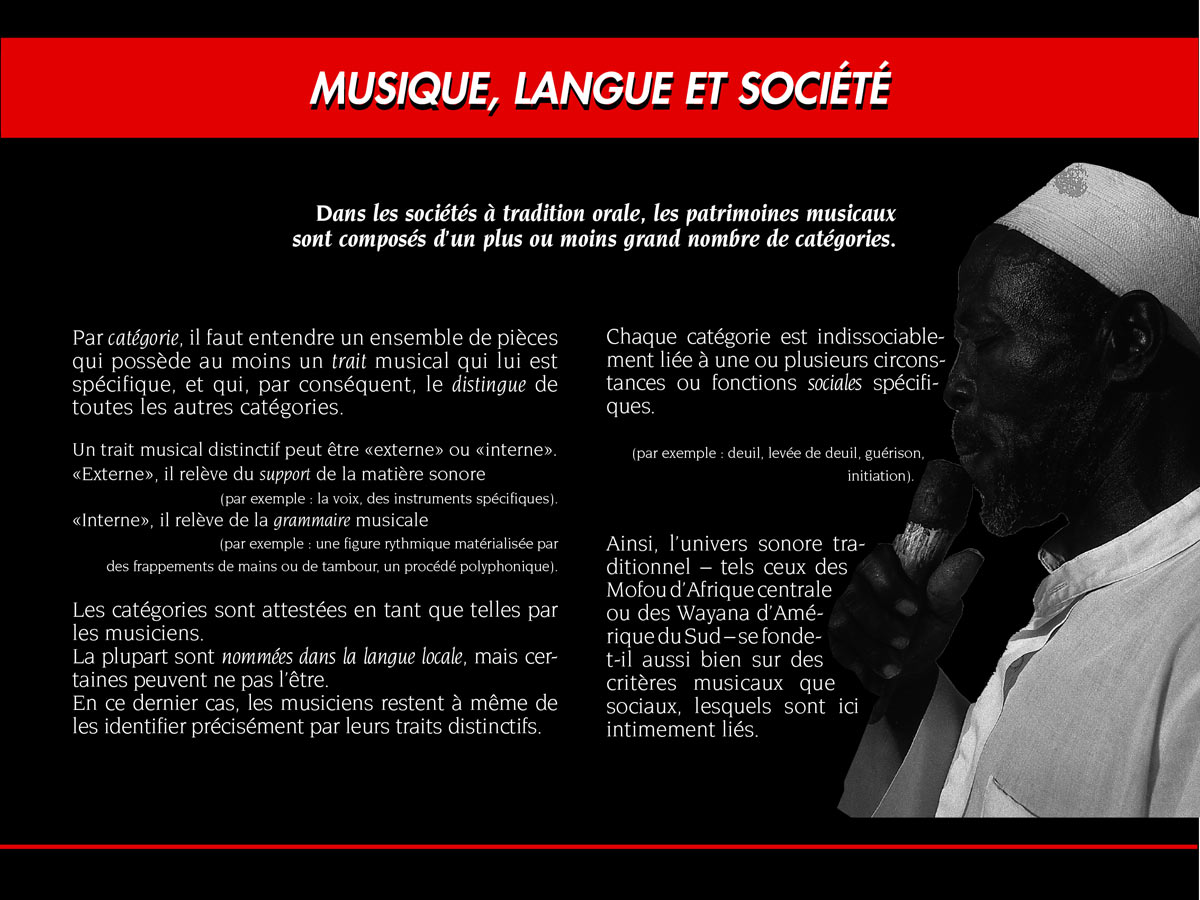 MUSIQUE, LANGUE ET SOCIÉTÉ
Dans les sociétés à tradition orale, les patrimoines musicaux
sont composés d'un plus ou moins grand nombre de catégories.
Par catégorie, il faut entendre un ensemble de pièces
qui possède au moins un trait musical qui lui est
spécifique, et qui, par conséquent, le distingue de
toutes les autres catégories.
Un trait musical distinctif peut être «externe» ou «interne».
«Externe», il relève du support de la matière sonore
(par exemple : la voix, des instruments spécifiques).
«Interne», il relève de la grammaire musicale
(par exemple : une figure rythmique matérialisée par
des frappements de mains ou de tambour, un procédé polyphonique).
Les catégories sont attestées en tant que telles par
les musiciens.
La plupart sont nommées dans la langue locale, mais cer-
taines peuvent ne pas l'être.
En ce dernier cas, les musiciens restent à même de
les identifier précisément par leurs traits distinctifs.
Chaque catégorie est indissociable-
ment liée à une ou plusieurs circons-
tances ou fonctions sociales spécifi-
ques.
(par exemple : deuil, levée de deuil, guérison,
initiation).
Ainsi, l'univers sonore tra-
ditionnel – tels ceux des
Mofou d'Afrique centrale
ou des Wayana d'Amé-
rique du Sud – se fonde-
t-il aussi bien sur des
critères musicaux que
sociaux, lesquels sont ici
intimement liés.